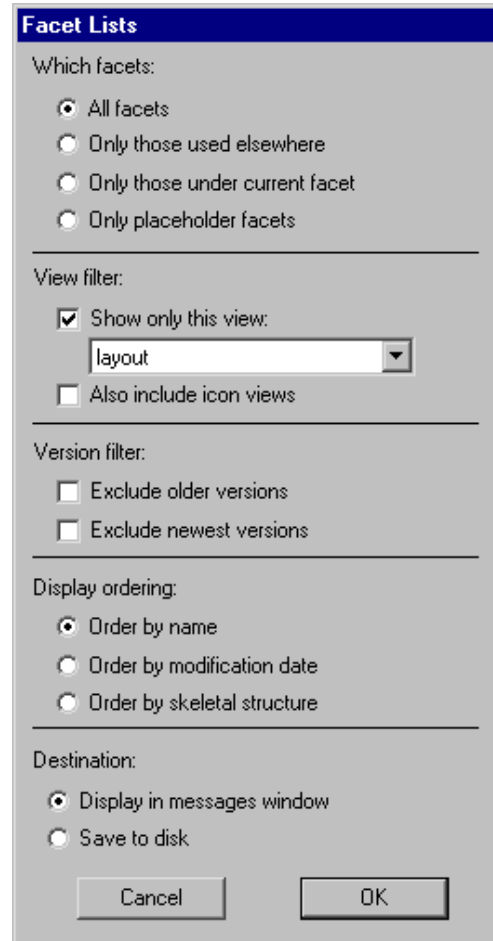 Facet Lists
Which facets:
All facets
Only those used elsewhere
Only those under current facet
Only placeholder facets
View filter:
Show only this view:
layout
Also include icon views
Version filter:
Exclude older versions
Exclude newest versions
Display ordering:
Order by name
Order by modification date
Order by skeletal structure
Destination:
Display in messages window
Save to disk
Cancel OK